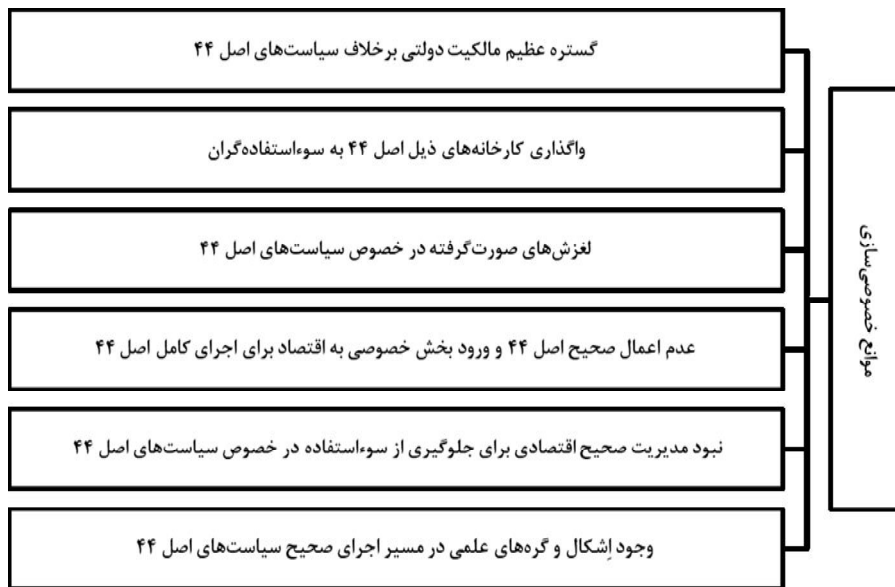 موانع خصوصی‌سازی
گستره عظیم مالکیت دولتی برخلاف سیاست‌های اصل ۴۴
واگذاری کارخانه‌های ذیل اصل ۴۴ به سوءاستفاده‌گران
لغزش‌های صورت‌گرفته در خصوص سیاست‌های اصل ۴۴
عدم اعمال صحیح اصل ۴۴ و ورود بخش خصوصی به اقتصاد برای اجرای کامل اصل ۴۴
نبود مدیریت صحیح اقتصادی برای جلوگیری از سوءاستفاده در خصوص سیاست‌های اصل ۴۴
وجود اِشکال و گره‌های علمی در مسیر اجرای صحیح سیاست‌های اصل ۴۴